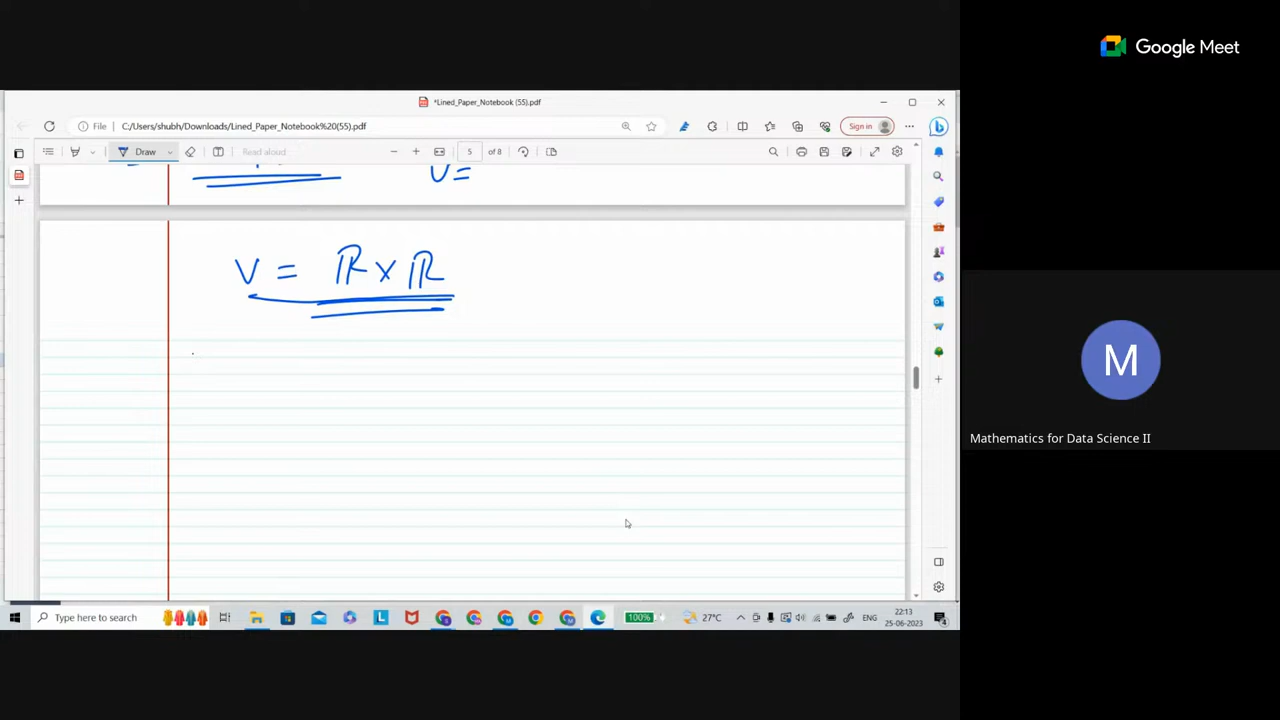 Google Meet
*Lined_Paper_Notebook (55).pdf
File C:/Users/shubh/Downloads/Lined_Paper_Notebook%20(55).pdf Sign in
Draw Read aloud 5 of 8
V=
V = ℝ × ℝ
M
Mathematics for Data Science II
Type here to search 100% 27°C 22:13
25-06-2023